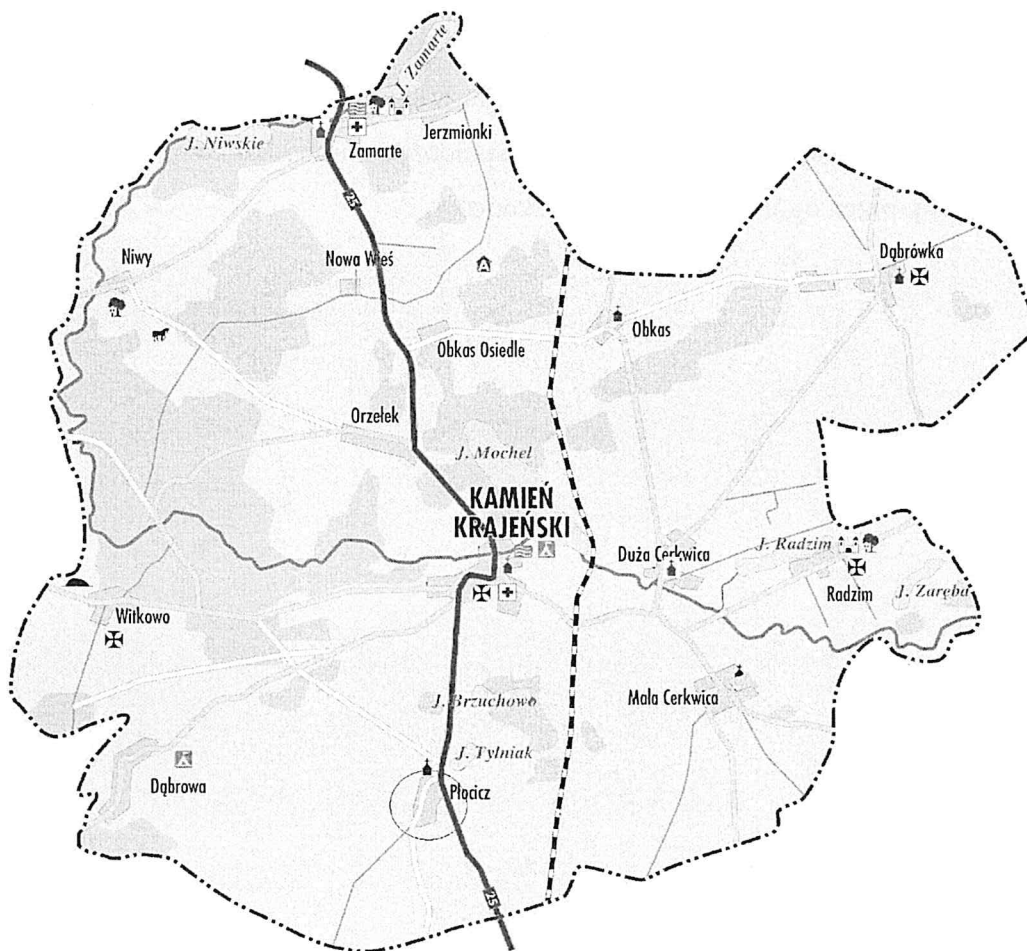 J. Zamarte
J. Niwskie
Jerzmionki
Zamarte
25
Niwy
Nowa Wieś
Dąbrówka
Obkas
Obkas Osiedle
Orzełek
J. Mochel
KAMIEŃ
KRAJEŃSKI
Duża Cerkwica
J. Radzim
Radzim
J. Zaręba
Witkowo
J. Brzuchowo
Mała Cerkwica
J. Tylniak
Dąbrowa
Płocicz
25